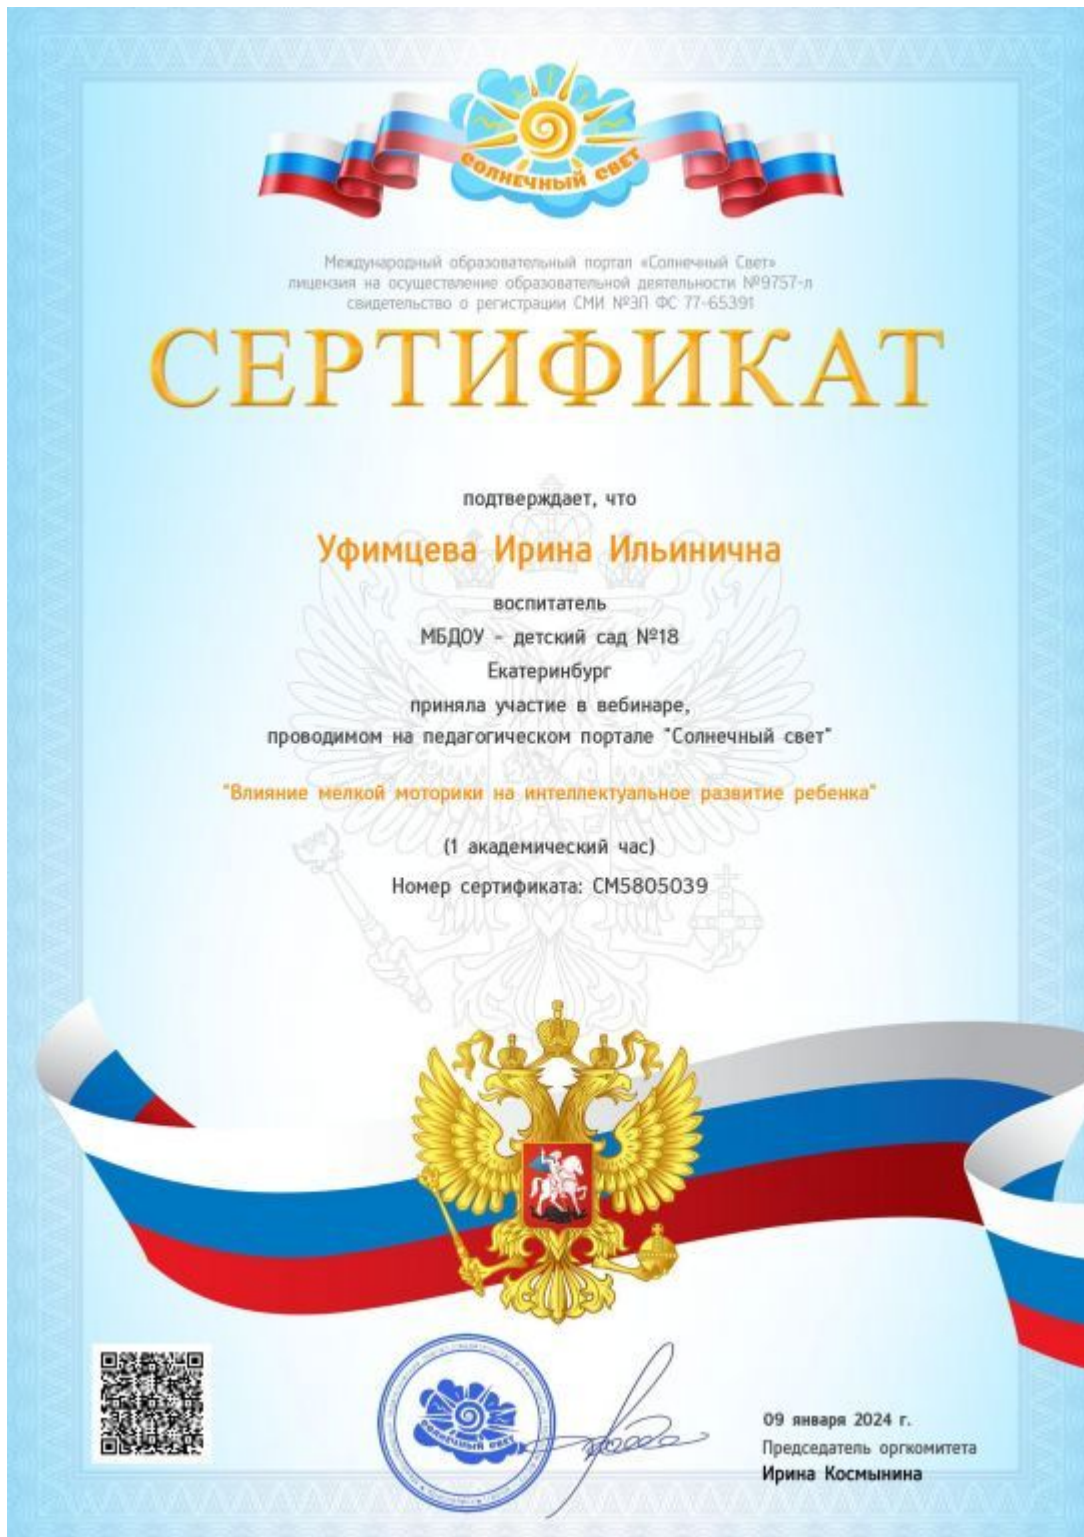 СОЛНЕЧНЫЙ СВЕТ
Международный образовательный портал «Солнечный Свет»
лицензия на осуществление образовательной деятельности №9757-л
свидетельство о регистрации СМИ №ЭЛ ФС 77-65391
СЕРТИФИКАТ
подтверждает, что
Уфимцева Ирина Ильинична
воспитатель
МБДОУ - детский сад №18
Екатеринбург
приняла участие в вебинаре,
проводимом на педагогическом портале "Солнечный свет"
"Влияние мелкой моторики на интеллектуальное развитие ребенка"
(1 академический час)
Номер сертификата: СМ5805039
СОЛНЕЧНЫЙ СВЕТ
09 января 2024 г.
Председатель оргкомитета
Ирина Космынина